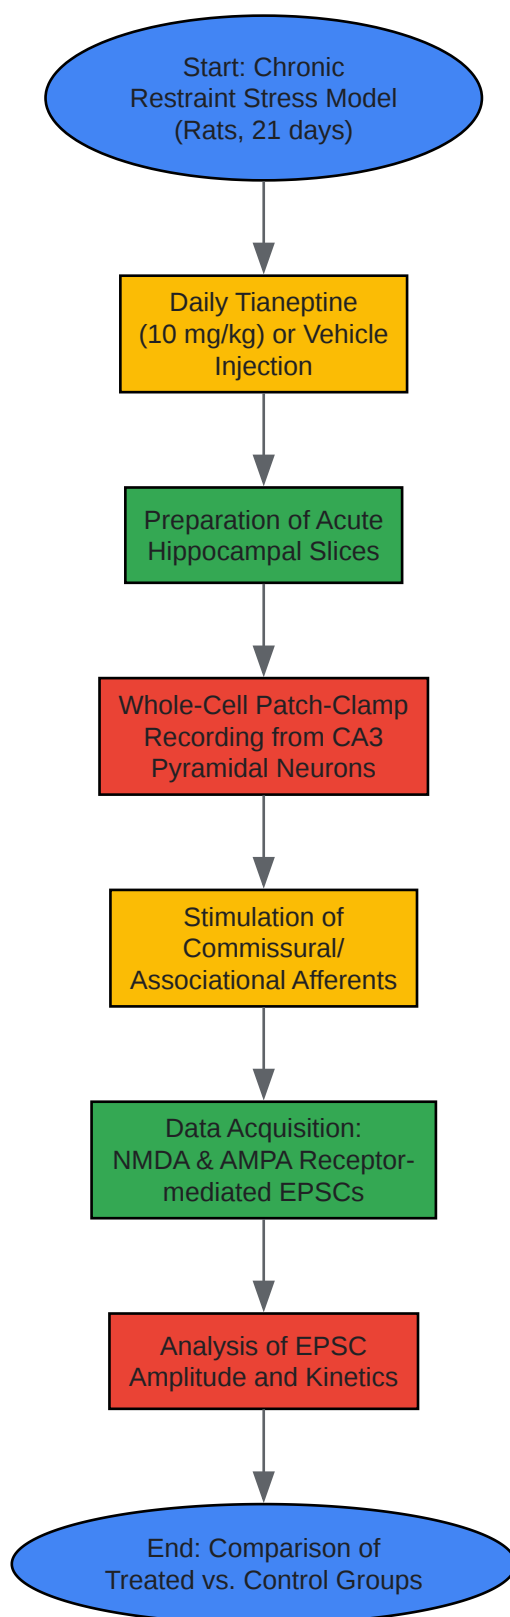 Start: Chronic
Restraint Stress Model
(Rats, 21 days)
Daily Tianeptine
(10 mg/kg) or Vehicle
Injection
Preparation of Acute
Hippocampal Slices
Whole-Cell Patch-Clamp
Recording from CA3
Pyramidal Neurons
Stimulation of
Commissural/
Associational Afferents
Data Acquisition:
NMDA & AMPA Receptor-
mediated EPSCs
Analysis of EPSC
Amplitude and Kinetics
End: Comparison of
Treated vs. Control Groups